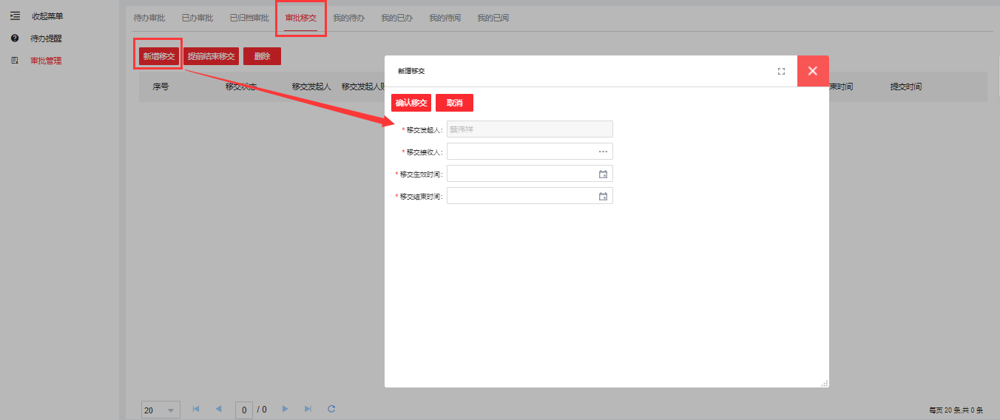 收起菜单
待办提醒
审批管理
待办审批 已办审批 已归档审批 审批移交 我的待办 我的已办 我的待阅 我的已阅
新增移交 提前结束移交 删除
序号 移交状态 移交发起人 移交发起人 束时间 提交时间
新增移交
确认移交 取消
* 移交发起人: 蔡伟祥
* 移交接收人:
* 移交生效时间:
* 移交结束时间:
20 0 / 0 每页 20 条,共 0 条